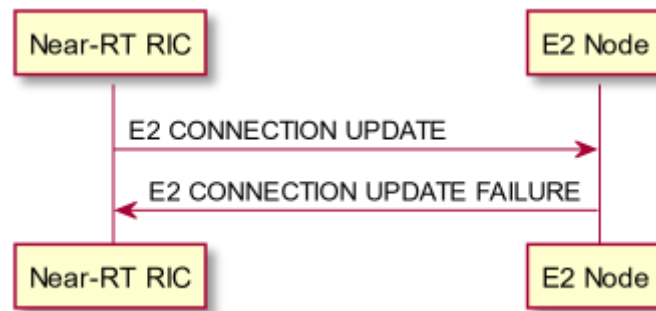 Near-RT RIC
E2 Node
E2 CONNECTION UPDATE
E2 CONNECTION UPDATE FAILURE
Near-RT RIC
E2 Node